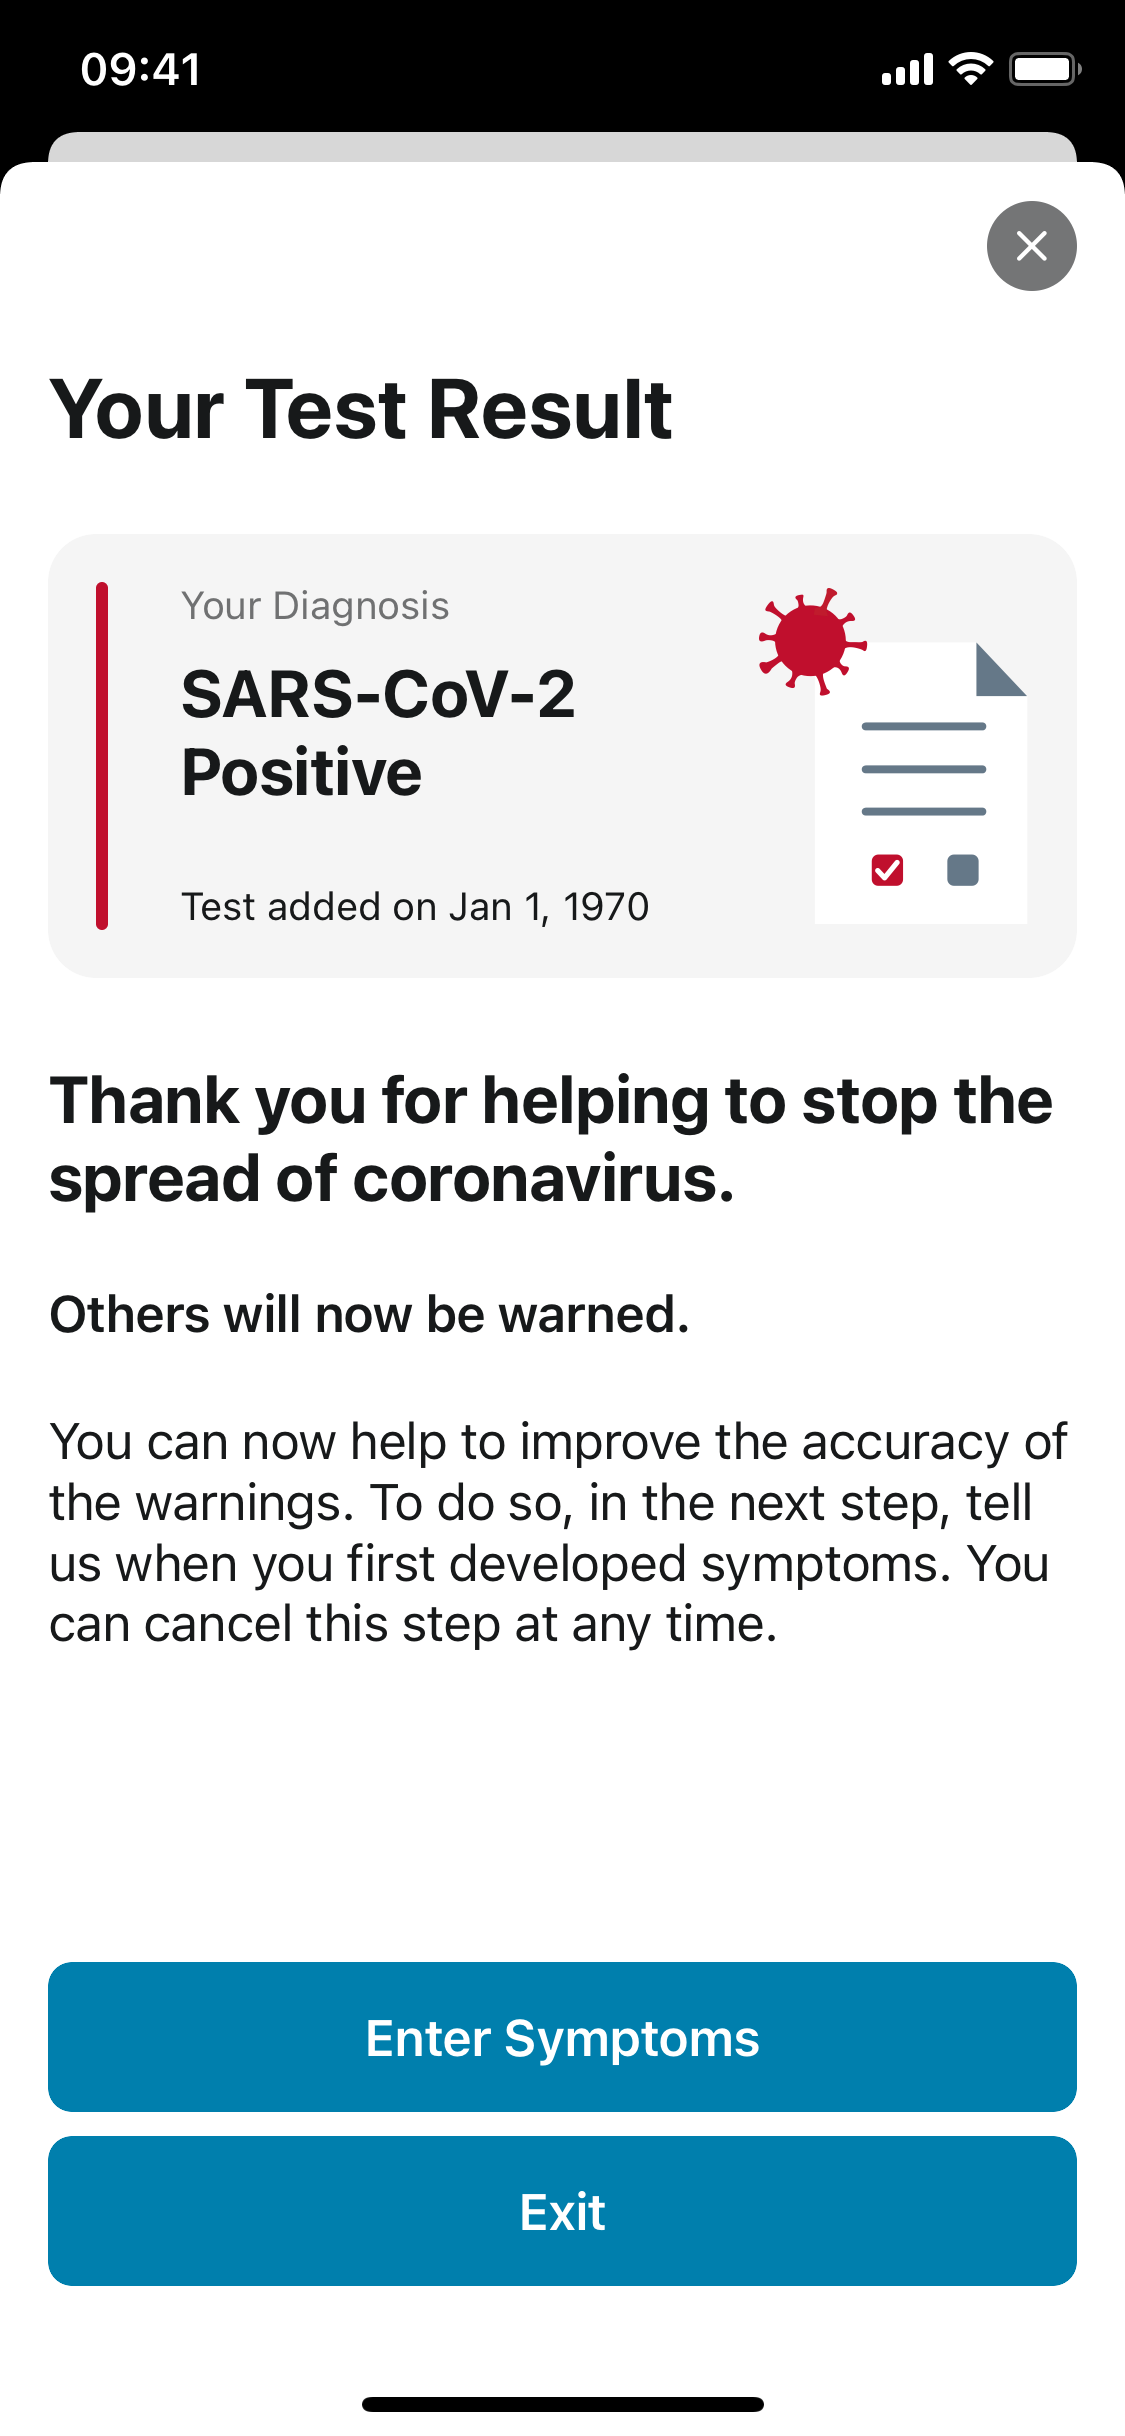 09:41
Your Test Result
Your Diagnosis
SARS-CoV-2
Positive
Test added on Jan 1, 1970
Thank you for helping to stop the
spread of coronavirus.
Others will now be warned.
You can now help to improve the accuracy of
the warnings. To do so, in the next step, tell
us when you first developed symptoms. You
can cancel this step at any time.
Enter Symptoms
Exit